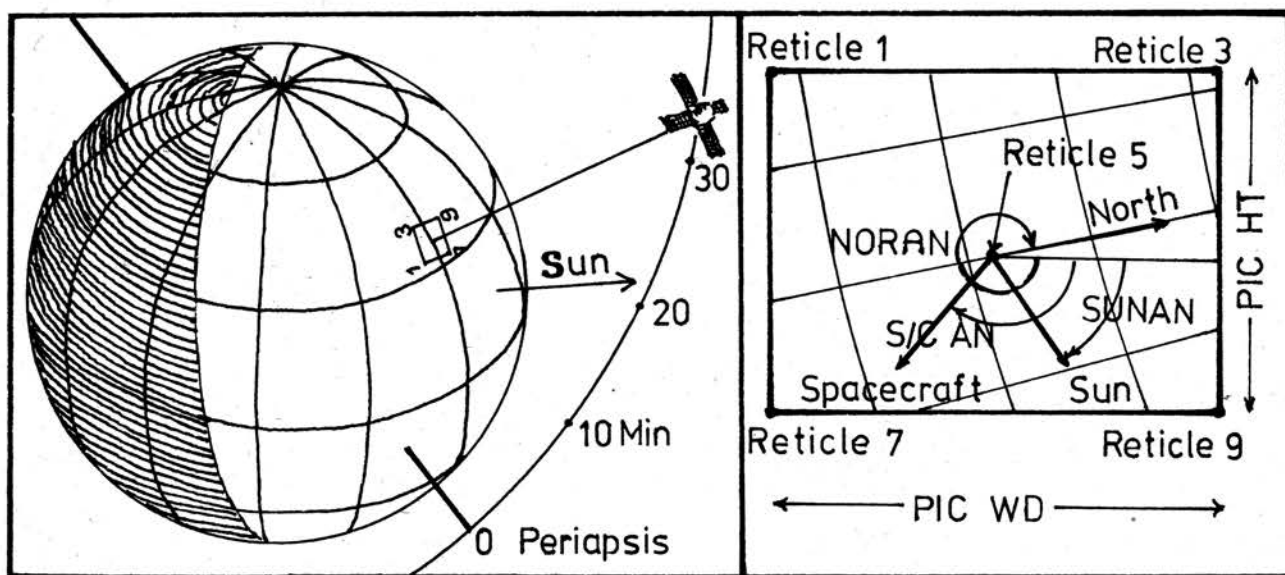 30
3 9
1 7
Sun
20
10 Min
0 Periapsis
Reticle 1
Reticle 3
Reticle 5
North
NORAN
S/C AN
SUNAN
Spacecraft
Sun
Reticle 7
Reticle 9
PIC HT
PIC WD